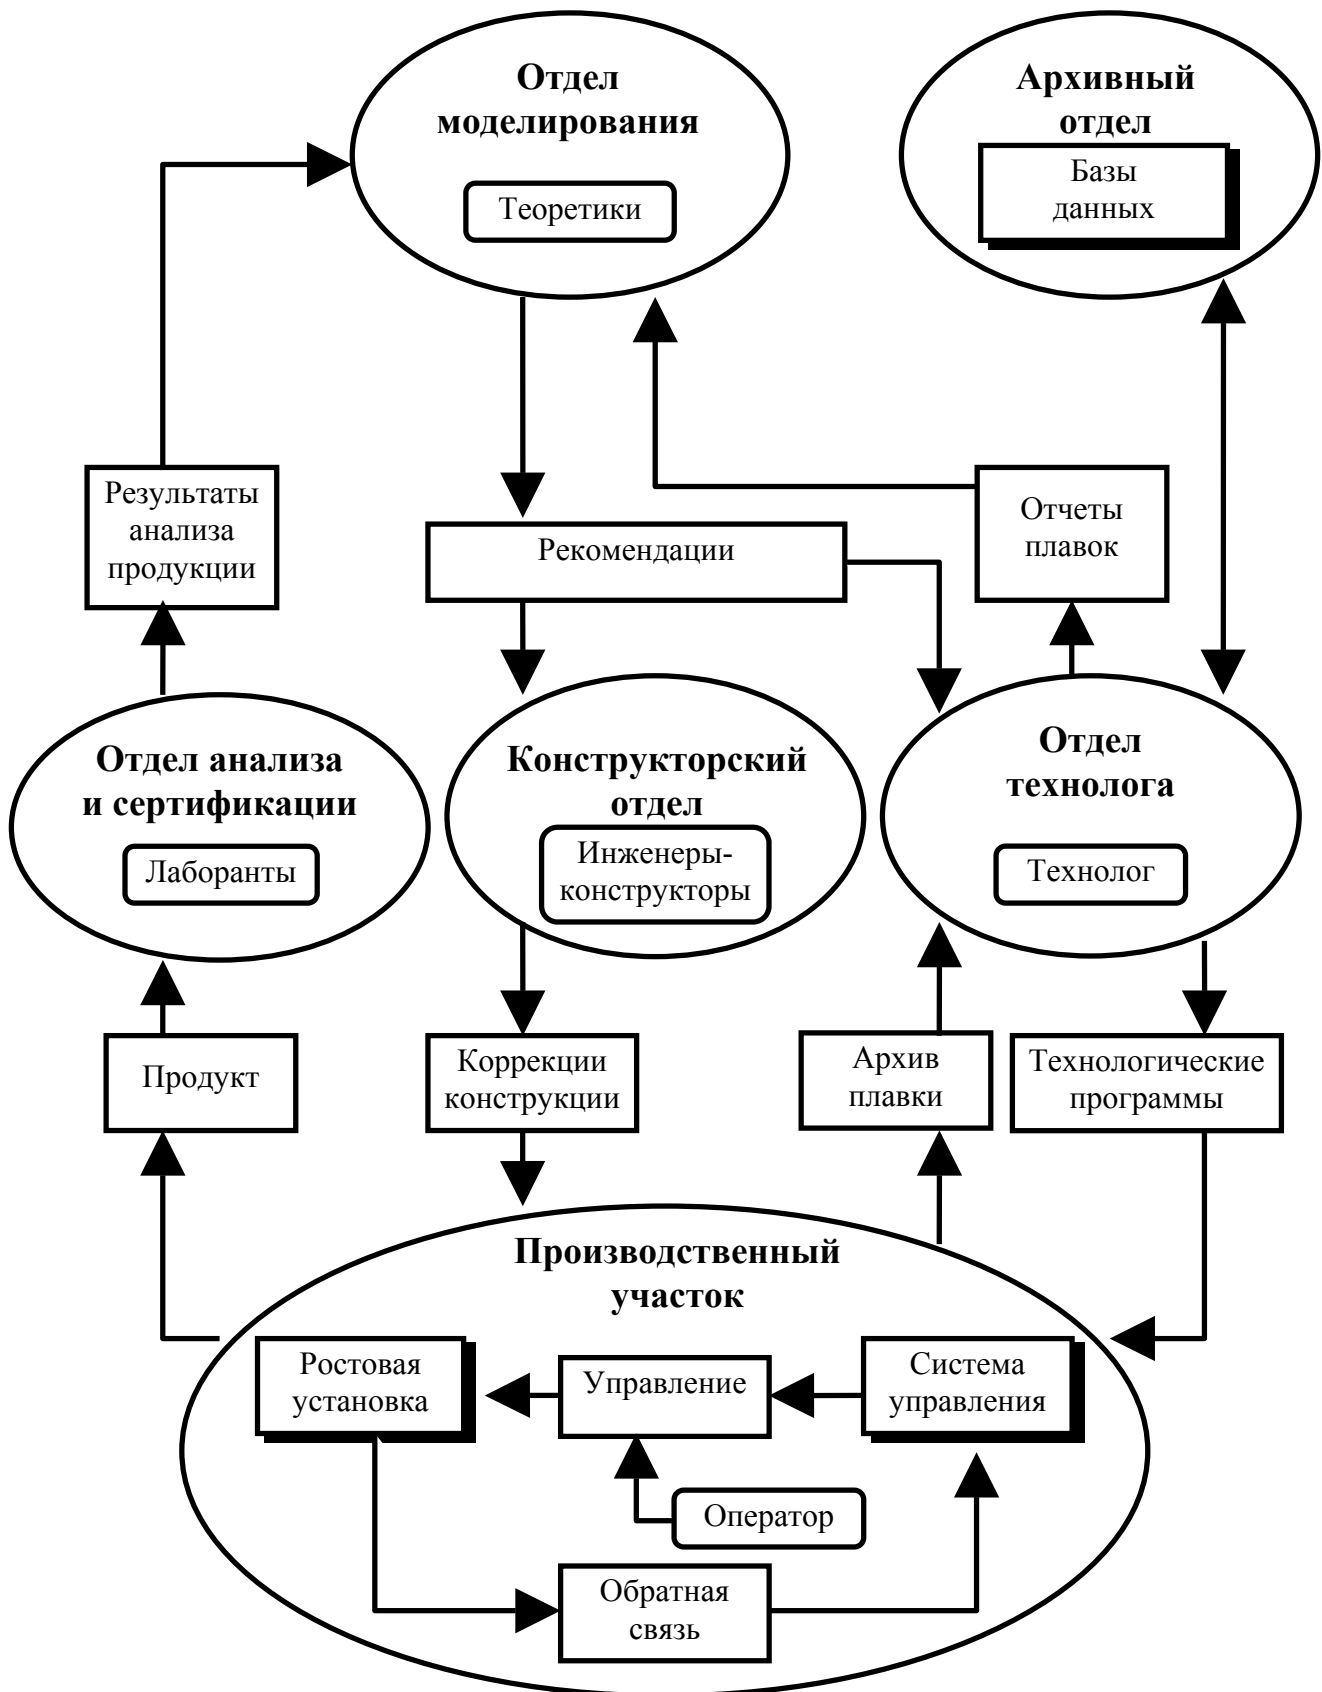 Отдел
моделирования
Теоретики
Архивный
отдел
Базы
данных
Результаты
анализа
продукции
Рекомендации
Отчеты
плавок
Отдел анализа
и сертификации
Лаборанты
Конструкторский
отдел
Инженеры-
конструкторы
Отдел
технолога
Технолог
Продукт
Коррекции
конструкции
Архив
плавки
Технологические
программы
Производственный
участок
Ростовая
установка
Управление
Система
управления
Оператор
Обратная
связь